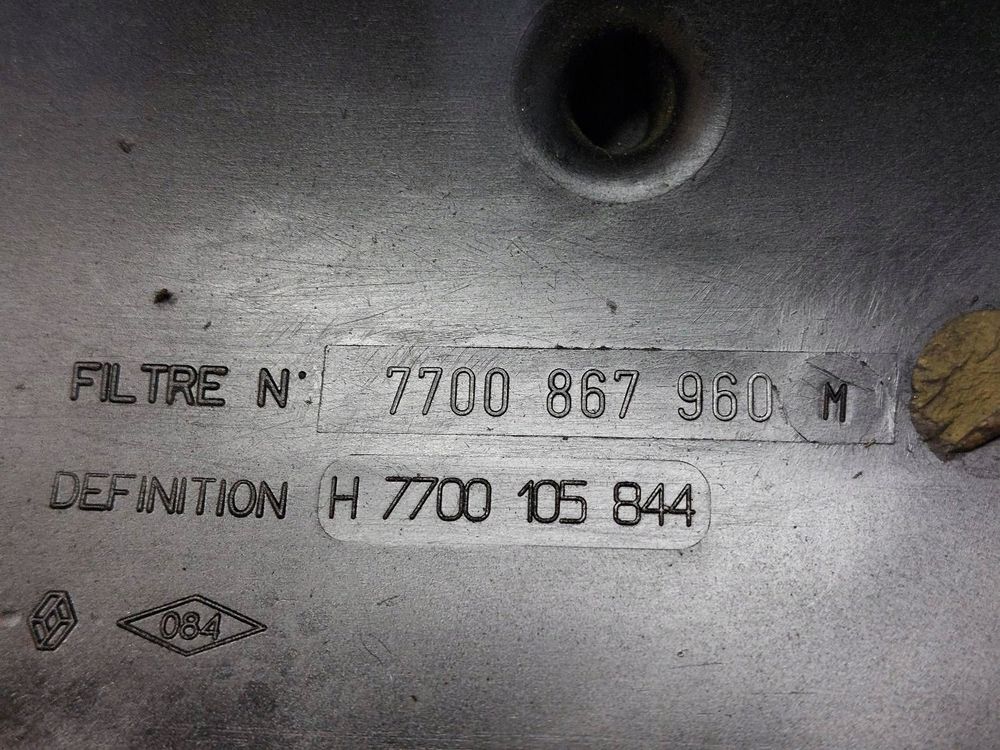 FILTRE N° 7700 867 960 M
DEFINITION H 7700 105 844
084